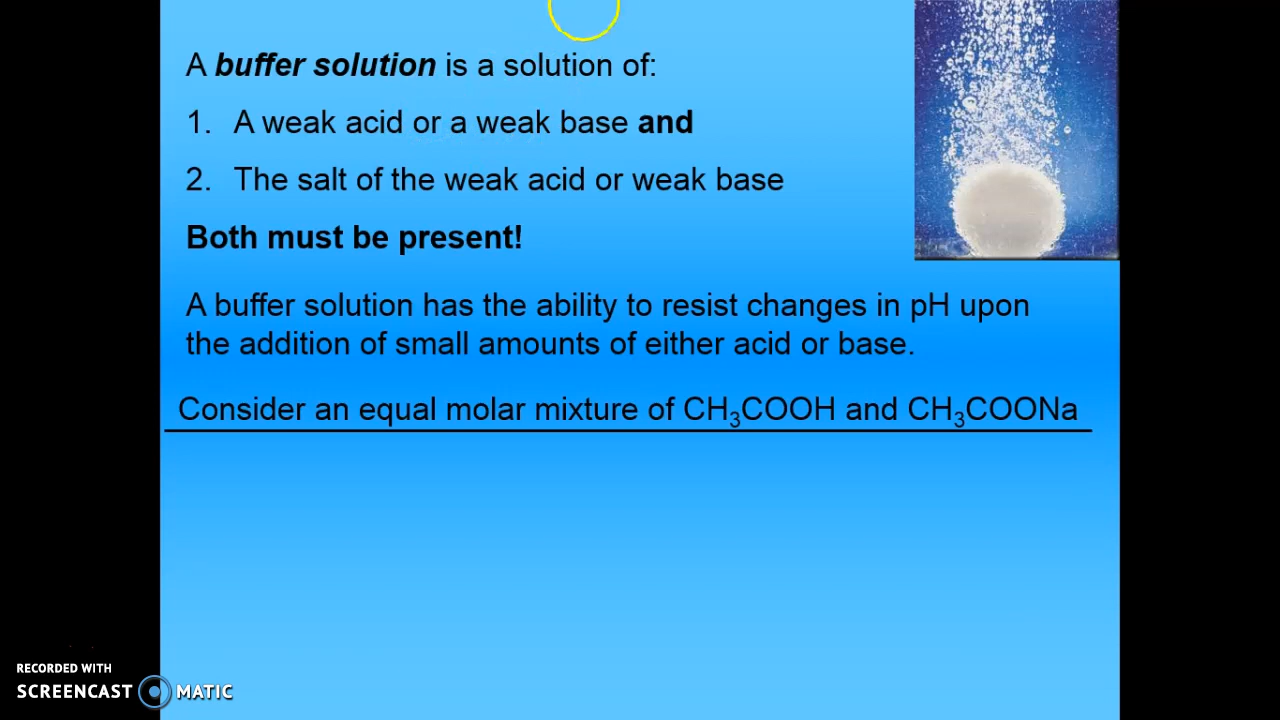 A buffer solution is a solution of:
1. A weak acid or a weak base and
2. The salt of the weak acid or weak base
Both must be present!
A buffer solution has the ability to resist changes in pH upon
the addition of small amounts of either acid or base.
Consider an equal molar mixture of CH₃COOH and CH₃COONa
RECORDED WITH
SCREENCAST MATIC